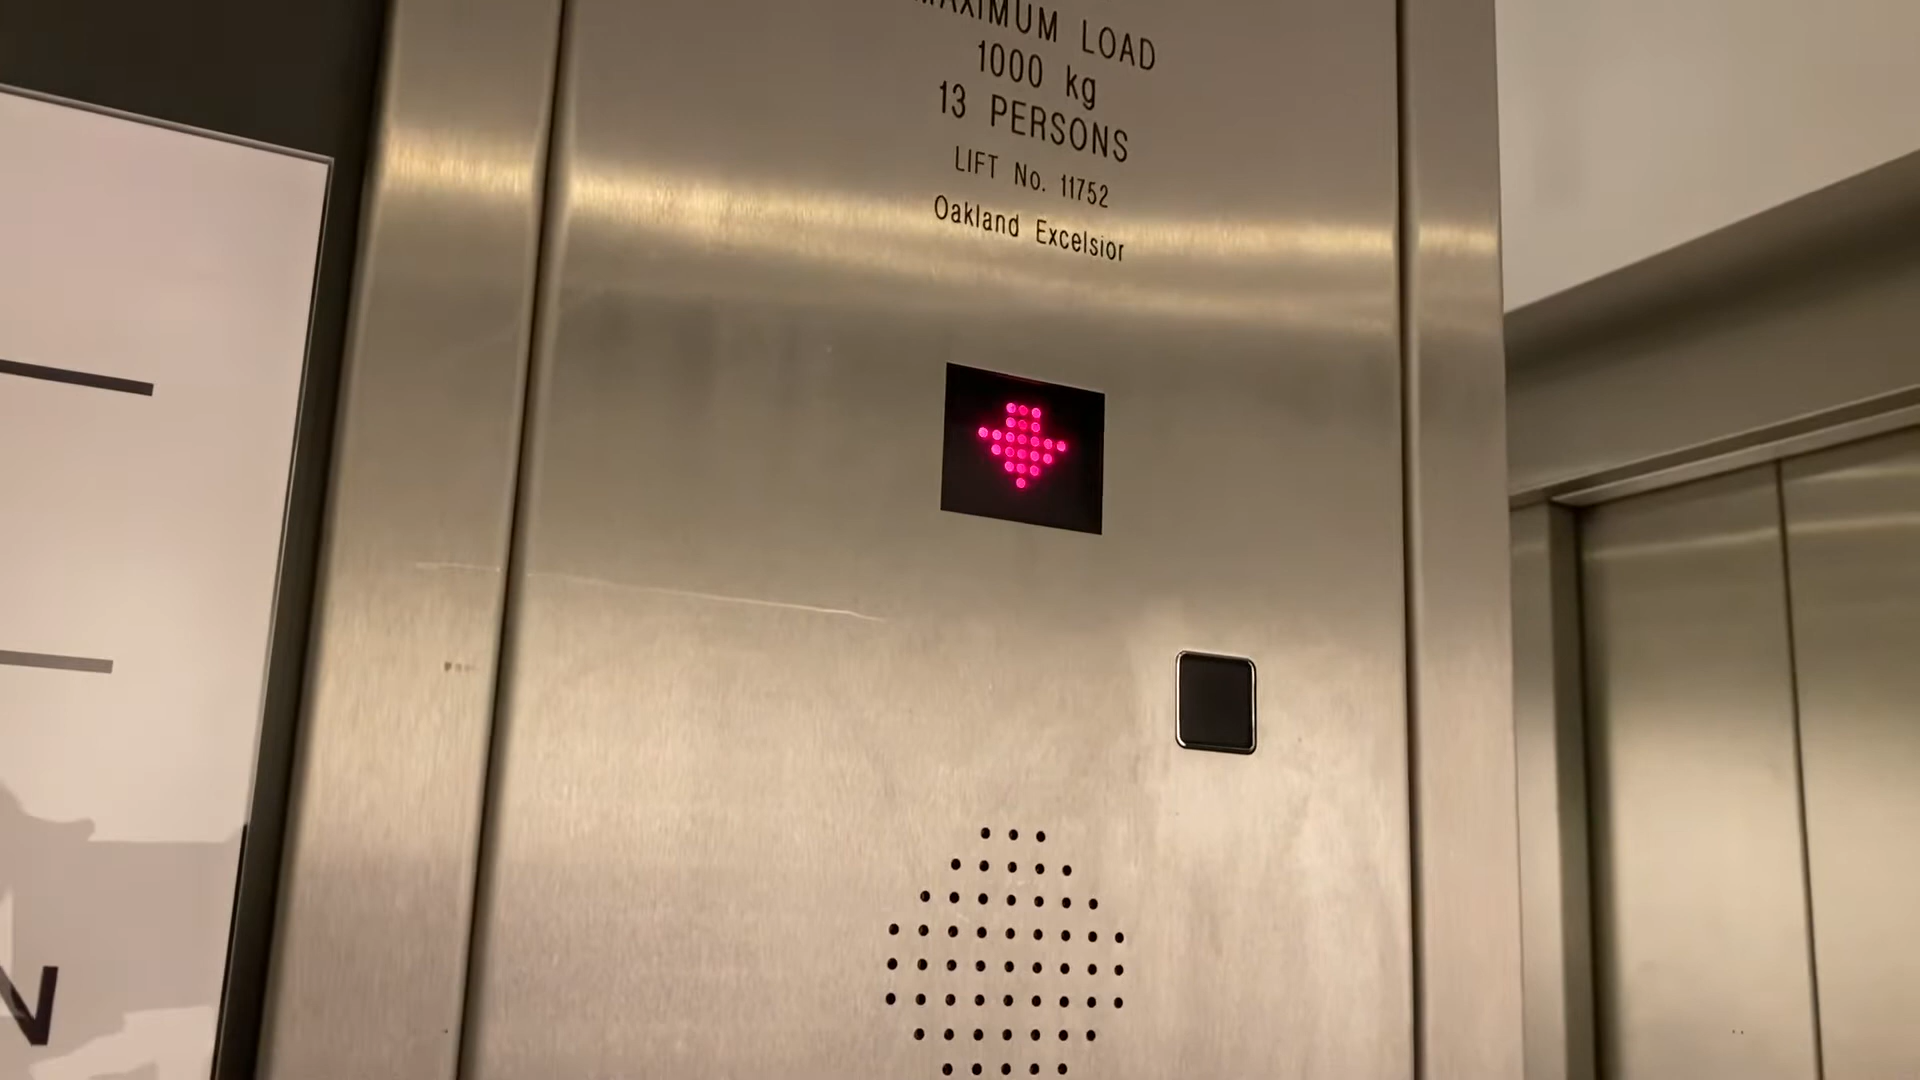 MAXIMUM LOAD
1000 kg
13 PERSONS
LIFT No. 11752
Oakland Excelsior
N